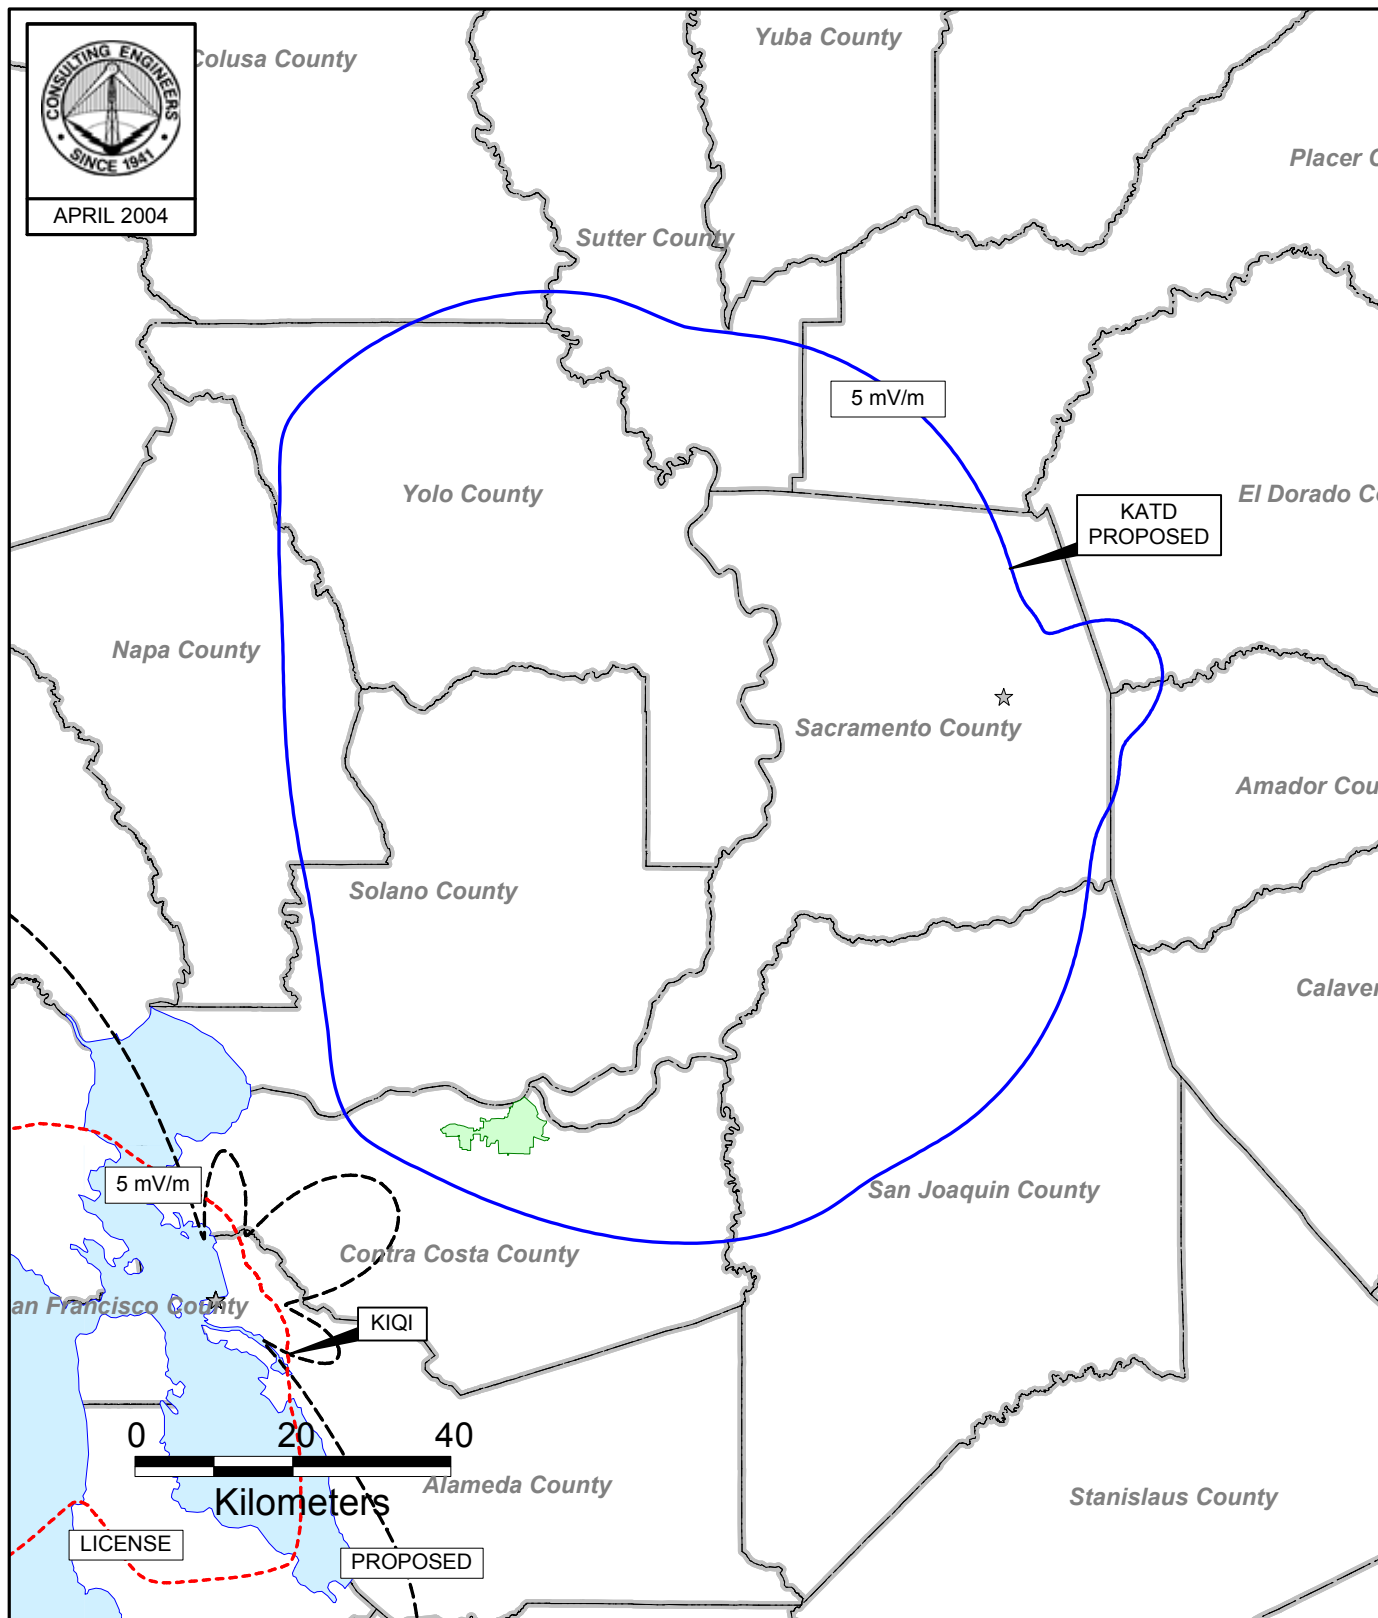 CONSULTING ENGINEERS
• SINCE 1941 •
APRIL 2004
Colusa County
Yuba County
Placer C
Sutter County
5 mV/m
Yolo County
El Dorado Co
KATD
PROPOSED
Napa County
Sacramento County
Amador Cou
Solano County
Calaver
5 mV/m
San Joaquin County
Contra Costa County
an Francisco County
KIQI
0 20 40
Kilometers
Alameda County
Stanislaus County
LICENSE
PROPOSED